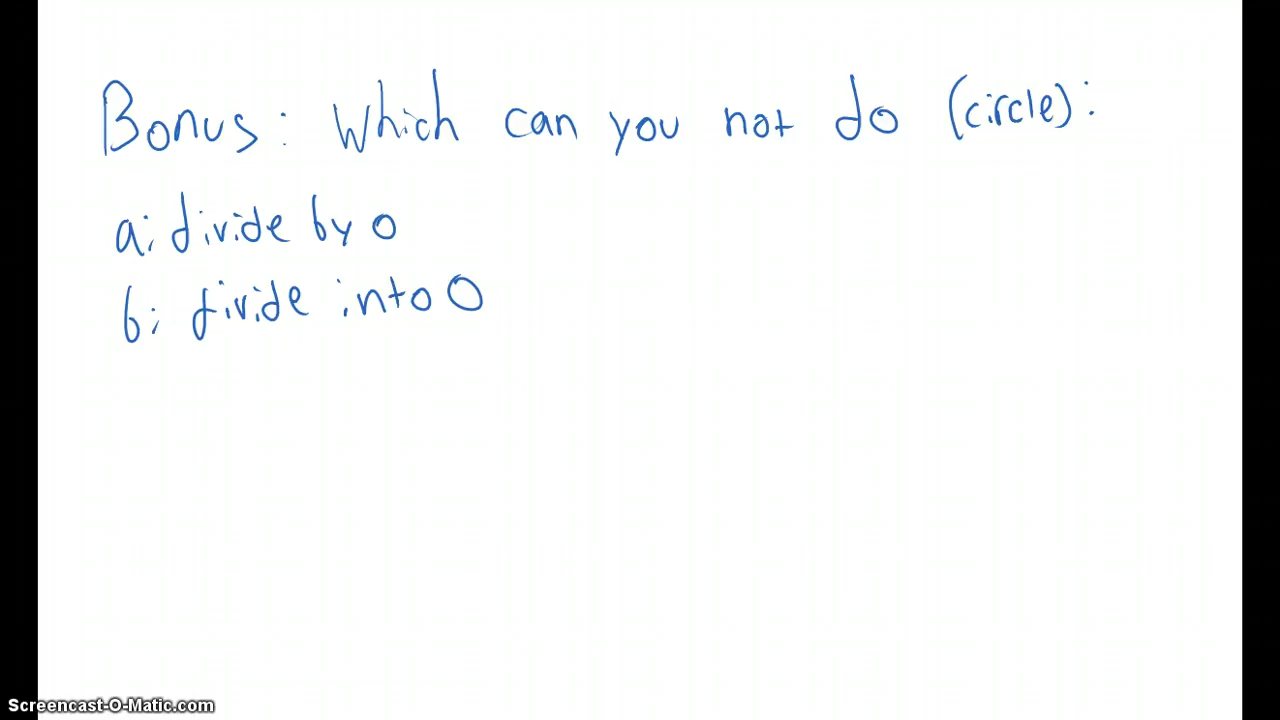 Bonus: Which can you not do (circle):
a: divide by 0
b: divide into 0
Screencast-O-Matic.com